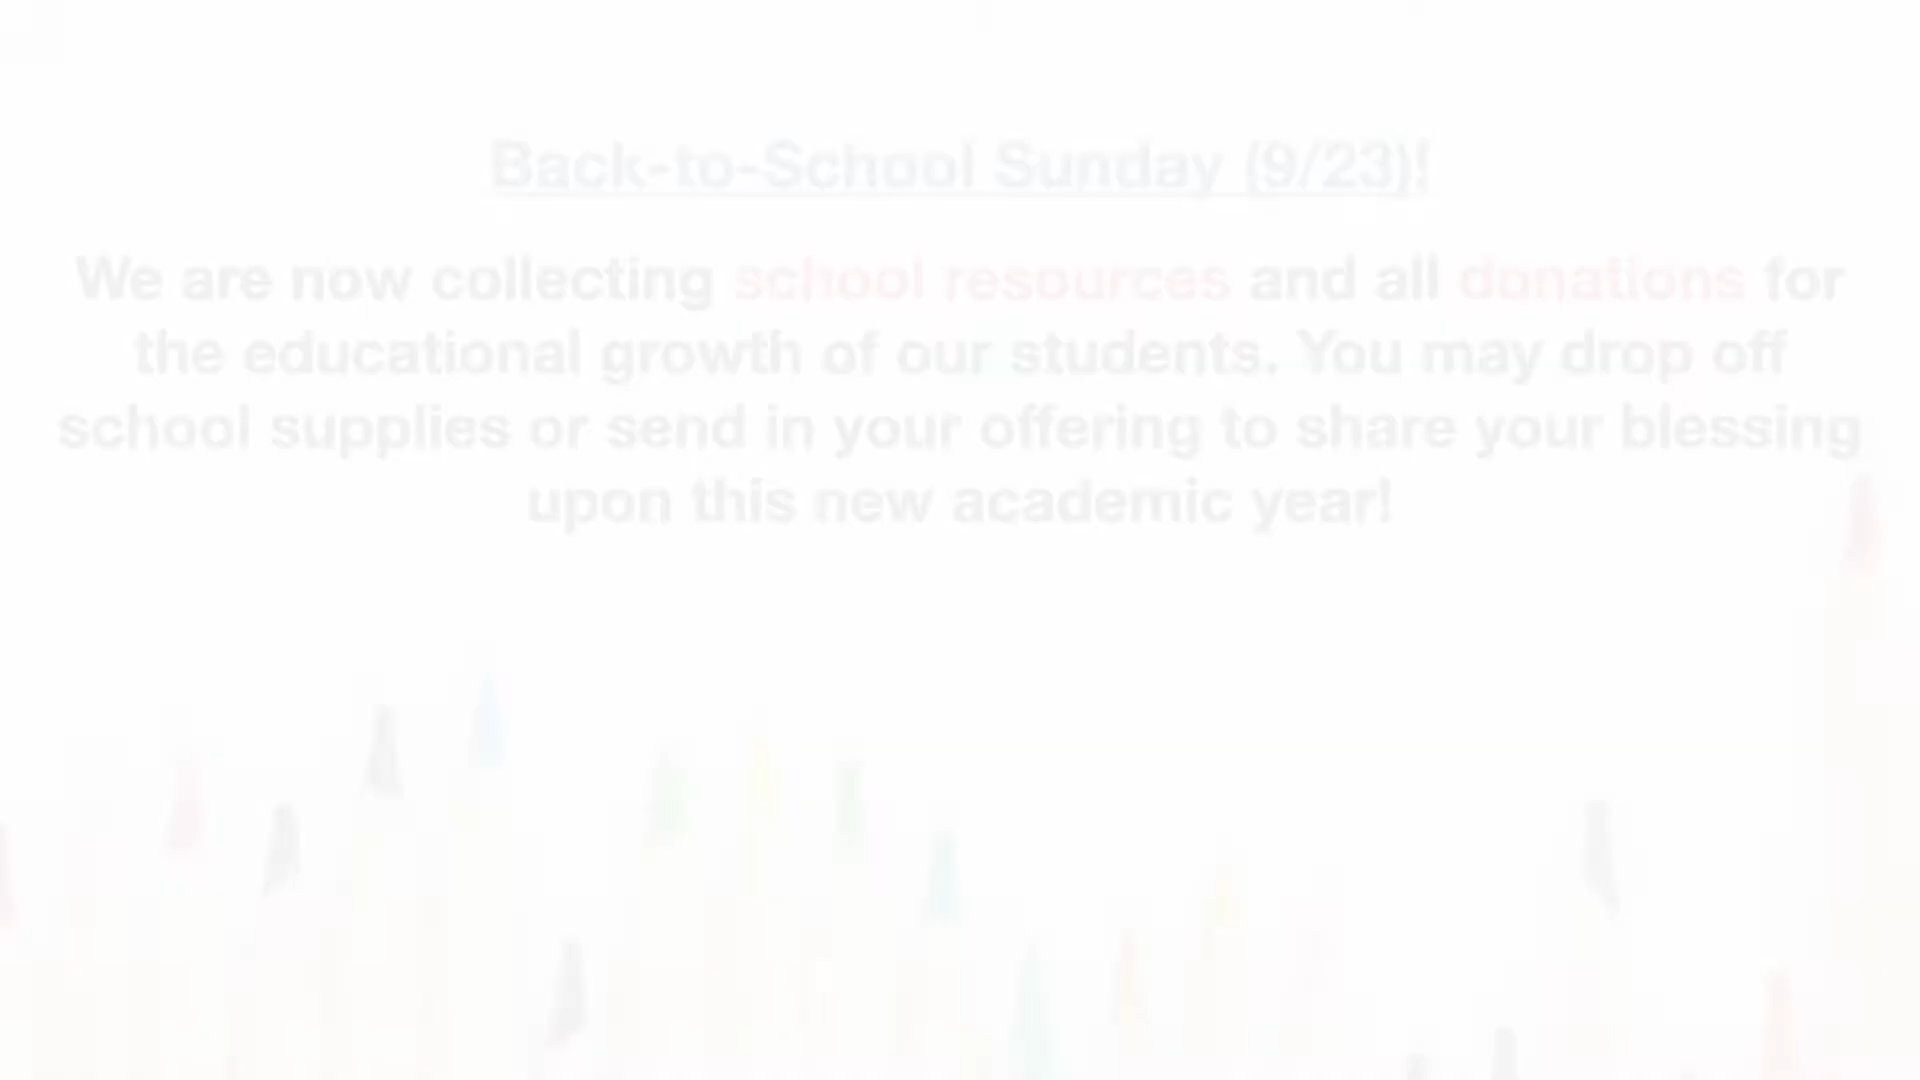 Back-to-School Sunday (9/23)!
We are now collecting school resources and all donations for
the educational growth of our students. You may drop off
school supplies or send in your offering to share your blessing
upon this new academic year!